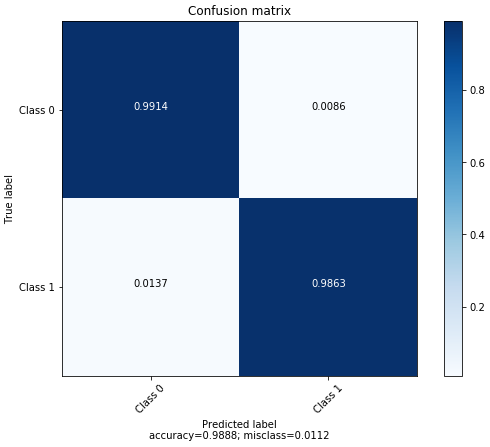 Confusion matrix
Class 0
0.9914
0.0086
0.8
0.6
True label
Class 1
0.0137
0.9863
0.4
0.2
Class 0
Class 1
Predicted label
accuracy=0.9888; misclass=0.0112